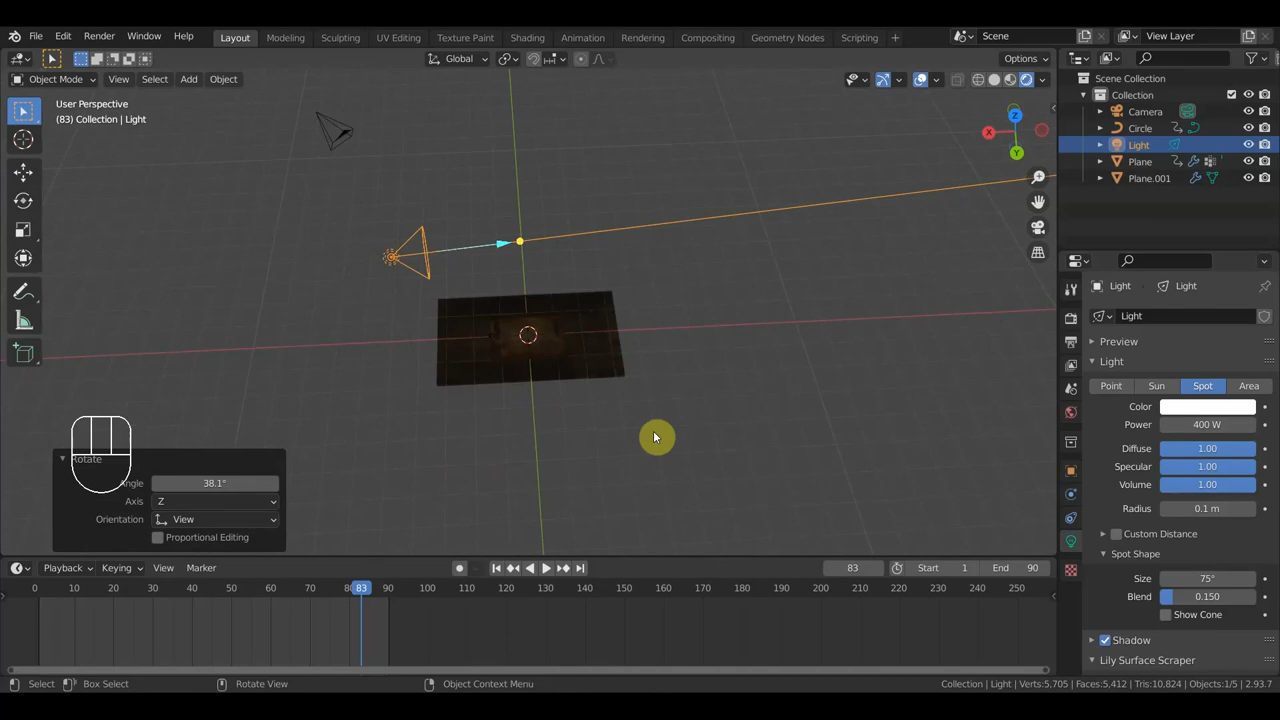 File Edit Render Window Help Layout Modeling Sculpting UV Editing Texture Paint Shading Animation Rendering Compositing Geometry Nodes Scripting + Scene View Layer
Global Options
Object Mode View Select Add Object
User Perspective
(83) Collection | Light
Z
X
Y
Scene Collection
Collection
Camera
Circle
Light
Plane
Plane.001
Light Light
Light
Preview
Light
Point Sun Spot Area
Color
Power 400 W
Diffuse 1.00
Specular 1.00
Volume 1.00
Radius 0.1 m
Custom Distance
Spot Shape
Size 75°
Blend 0.150
Show Cone
Shadow
Lily Surface Scraper
Rotate
Angle 38.1°
Axis Z
Orientation View
Proportional Editing
Playback Keying View Marker 83 Start 1 End 90
0 10 20 30 40 50 60 70 83 90 100 110 120 130 140 150 160 170 180 190 200 210 220 230 240 250
Select Box Select Rotate View Object Context Menu Collection | Light | Verts:5,705 | Faces:5,412 | Tris:10,824 | Objects:1/5 | 2.93.7